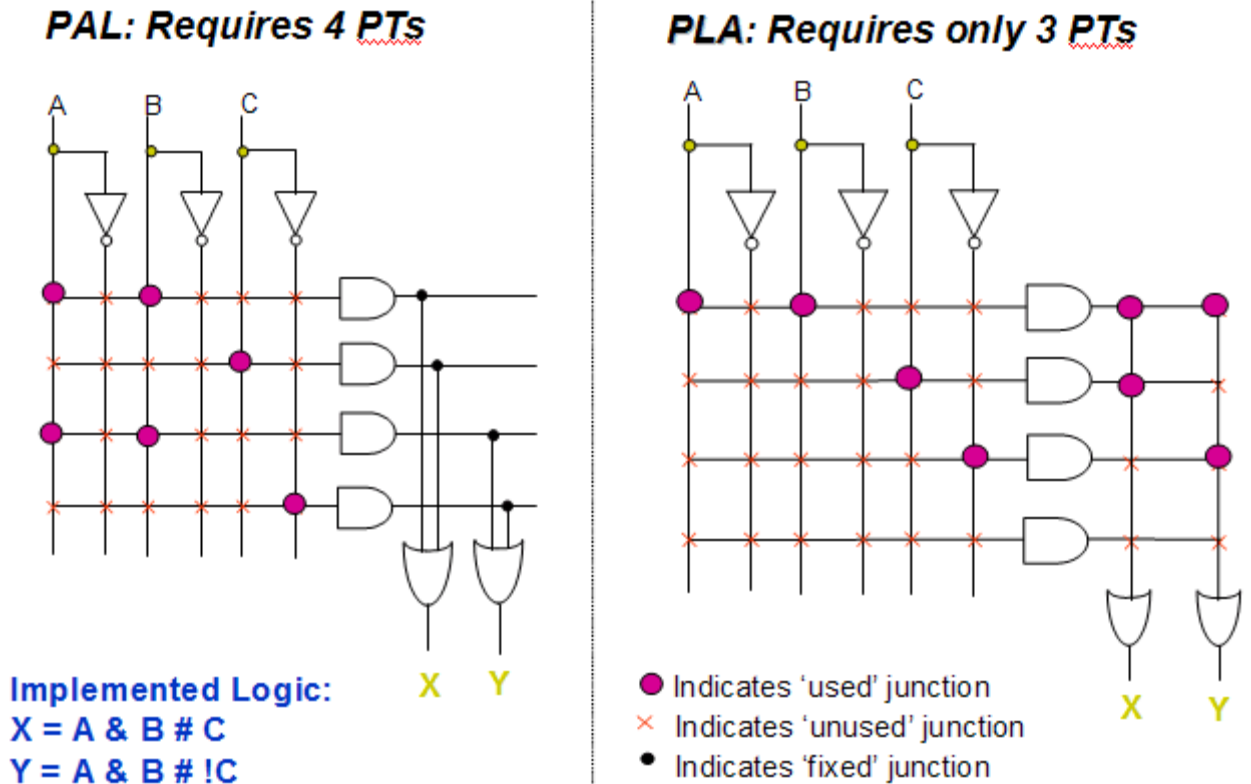 PAL: Requires 4 PTs
A B C
X Y
Implemented Logic:
X = A & B # C
Y = A & B # !C
PLA: Requires only 3 PTs
A B C
X Y
Indicates ‘used’ junction
Indicates ‘unused’ junction
Indicates ‘fixed’ junction